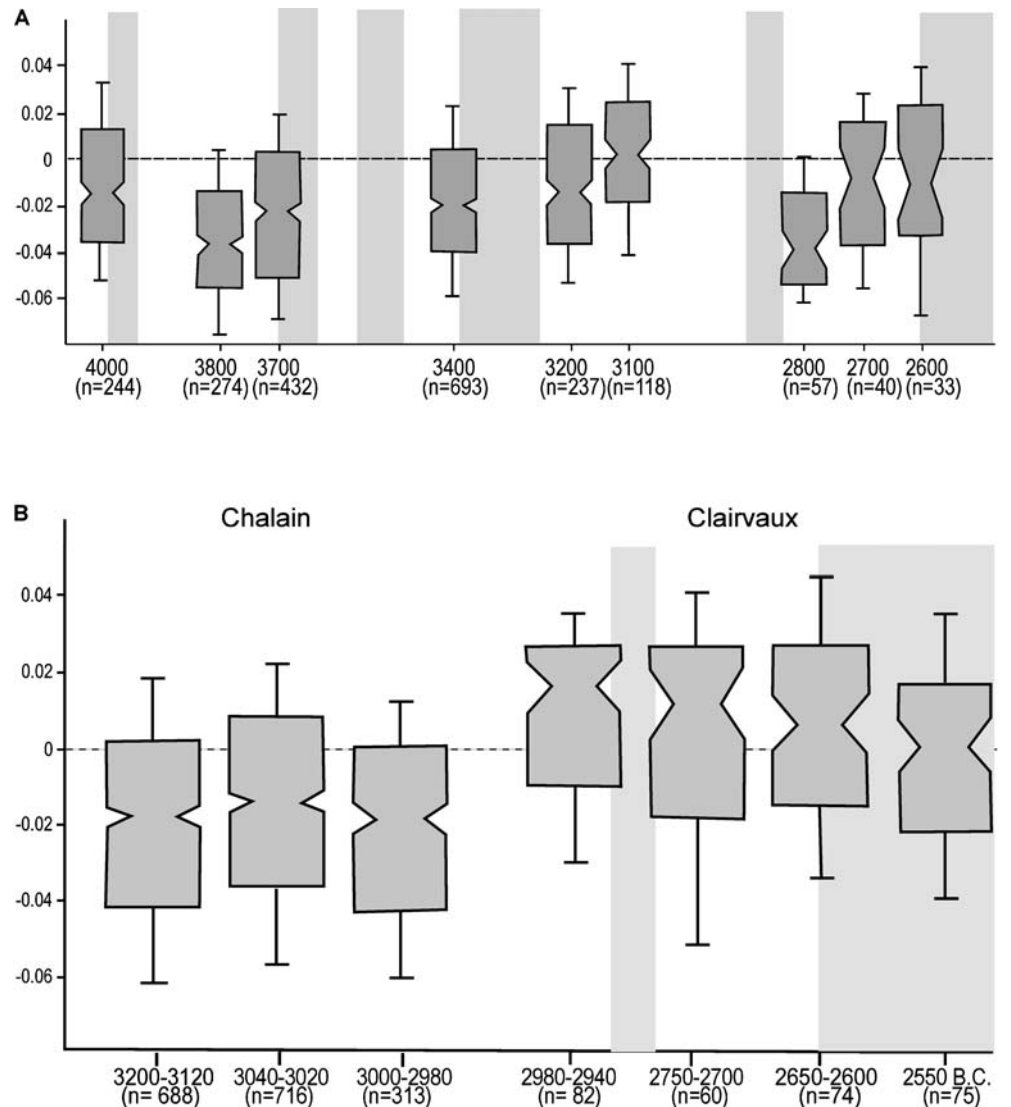 A
0.04
0.02
0
-0.02
-0.04
-0.06
4000 3800 3700 3400 3200 3100 2800 2700 2600
(n=244) (n=274) (n=432) (n=693) (n=237) (n=118) (n=57) (n=40) (n=33)
B
Chalain Clairvaux
0.04
0.02
0
-0.02
-0.04
-0.06
3200-3120 3040-3020 3000-2980 2980-2940 2750-2700 2650-2600 2550 B.C.
(n= 688) (n=716) (n=313) (n= 82) (n=60) (n=74) (n=75)